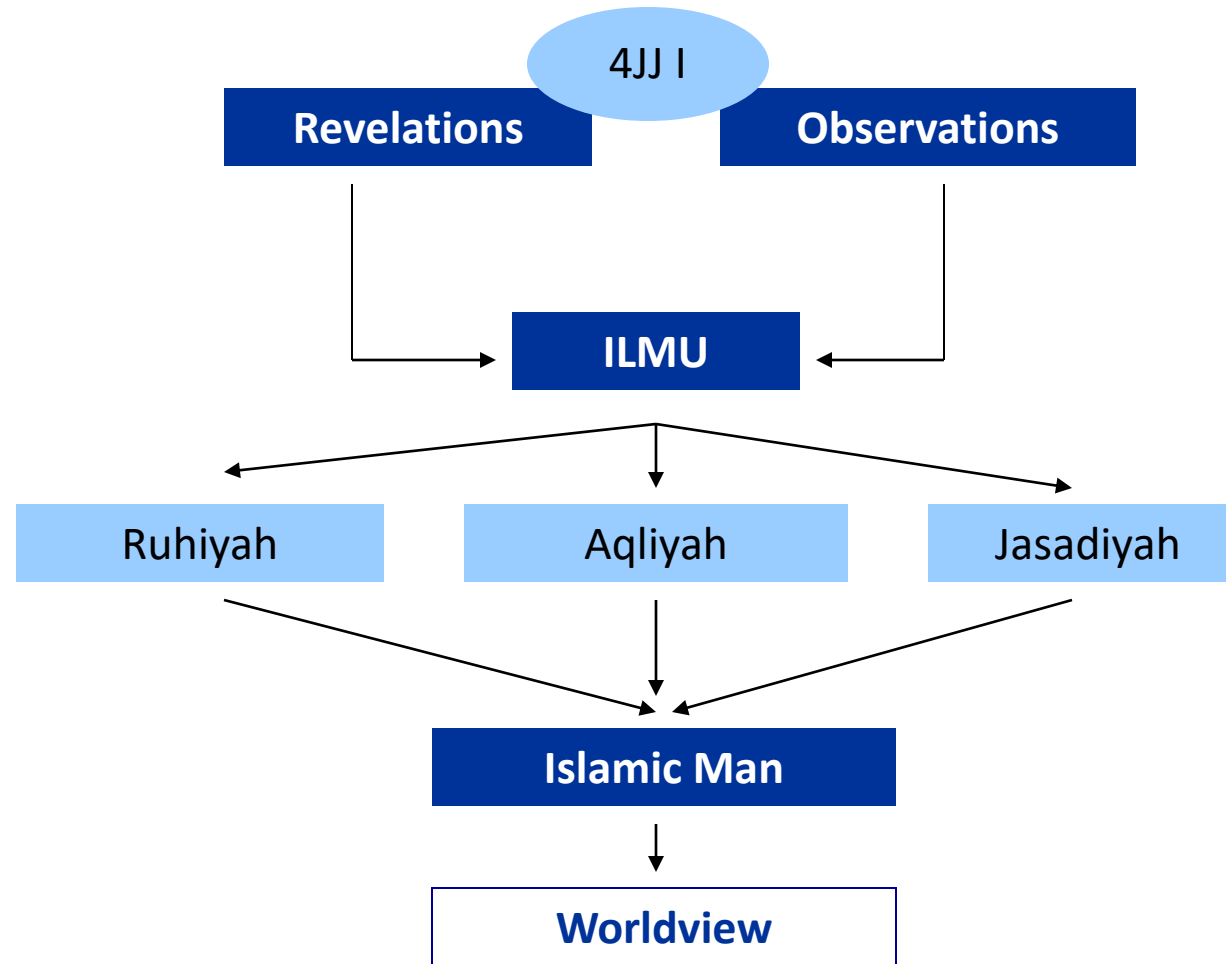 4JJ I
Revelations
Observations
ILMU
Ruhiyah
Aqliyah
Jasadiyah
Islamic Man
Worldview